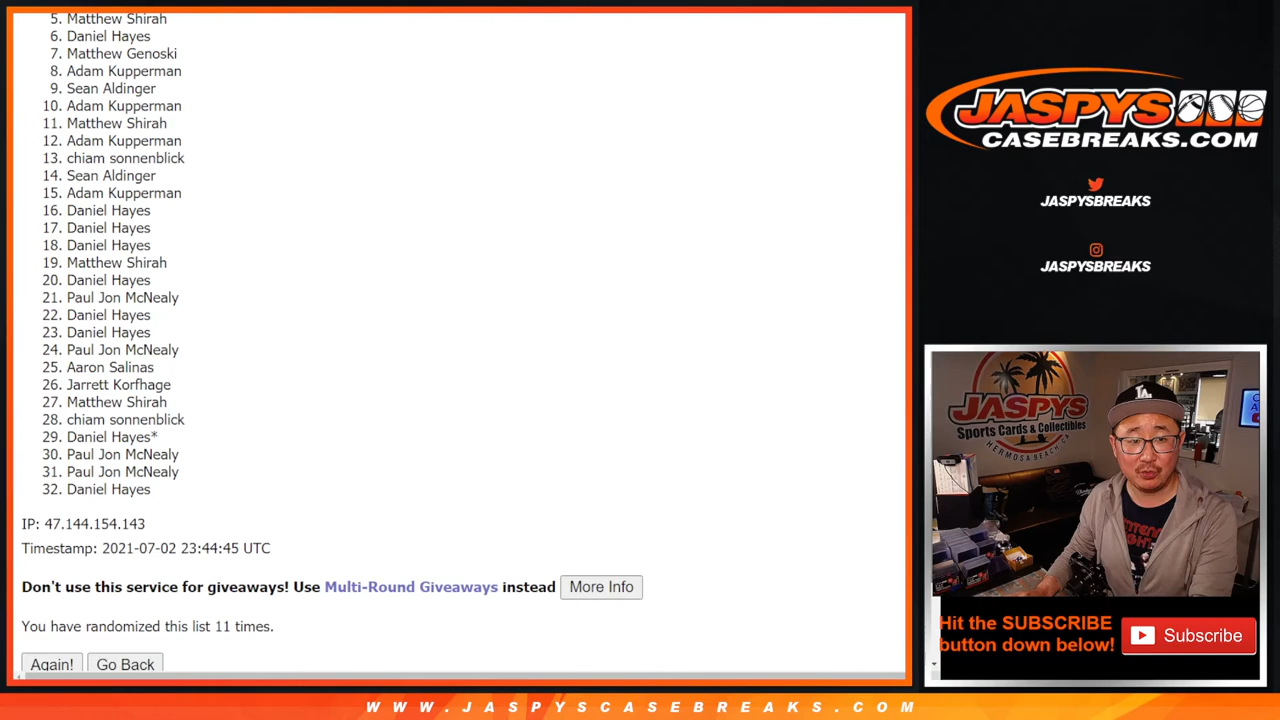 5. Matthew Shirah
6. Daniel Hayes
7. Matthew Genoski
8. Adam Kupperman
9. Sean Aldinger
10. Adam Kupperman
11. Matthew Shirah
12. Adam Kupperman
13. chiam sonnenblick
14. Sean Aldinger
15. Adam Kupperman
16. Daniel Hayes
17. Daniel Hayes
18. Daniel Hayes
19. Matthew Shirah
20. Daniel Hayes
21. Paul Jon McNealy
22. Daniel Hayes
23. Daniel Hayes
24. Paul Jon McNealy
25. Aaron Salinas
26. Jarrett Korfhage
27. Matthew Shirah
28. chiam sonnenblick
29. Daniel Hayes*
30. Paul Jon McNealy
31. Paul Jon McNealy
32. Daniel Hayes
IP: 47.144.154.143
Timestamp: 2021-07-02 23:44:45 UTC
Don't use this service for giveaways! Use Multi-Round Giveaways instead More Info
You have randomized this list 11 times.
Again! Go Back
JASPYS
CASEBREAKS.COM
JASPYSBREAKS
JASPYSBREAKS
JASPYS
Sports Cards & Collectibles
HERMOSA BEACH, CA
LA
Hit the SUBSCRIBE
button down below!
Subscribe
WWW.JASPYSCASEBREAKS.COM